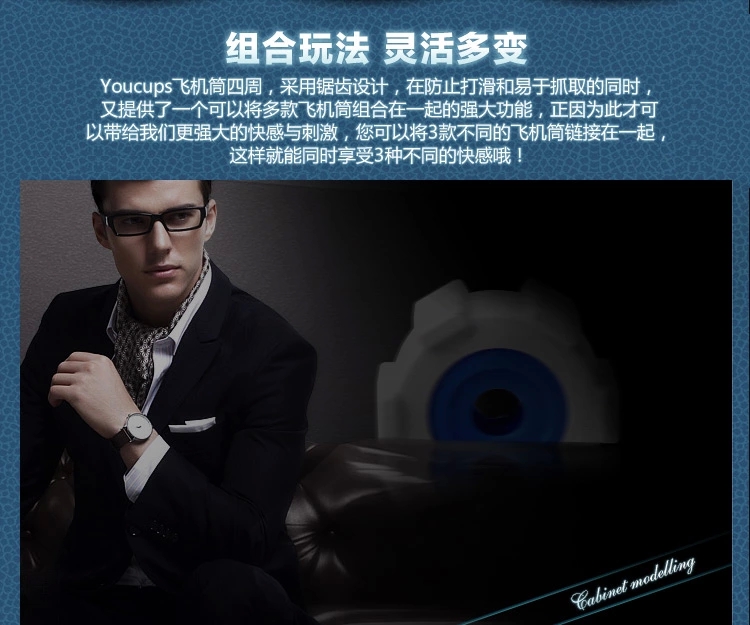 组合玩法 灵活多变
Youcups飞机筒四周，采用锯齿设计，在防止打滑和易于抓取的同时，
又提供了一个可以将多款飞机筒组合在一起的强大功能，正因为此才可
以带给我们更强大的快感与刺激，您可以将3款不同的飞机筒链接在一起，
这样就能同时享受3种不同的快感哦！
Cabinet modelling